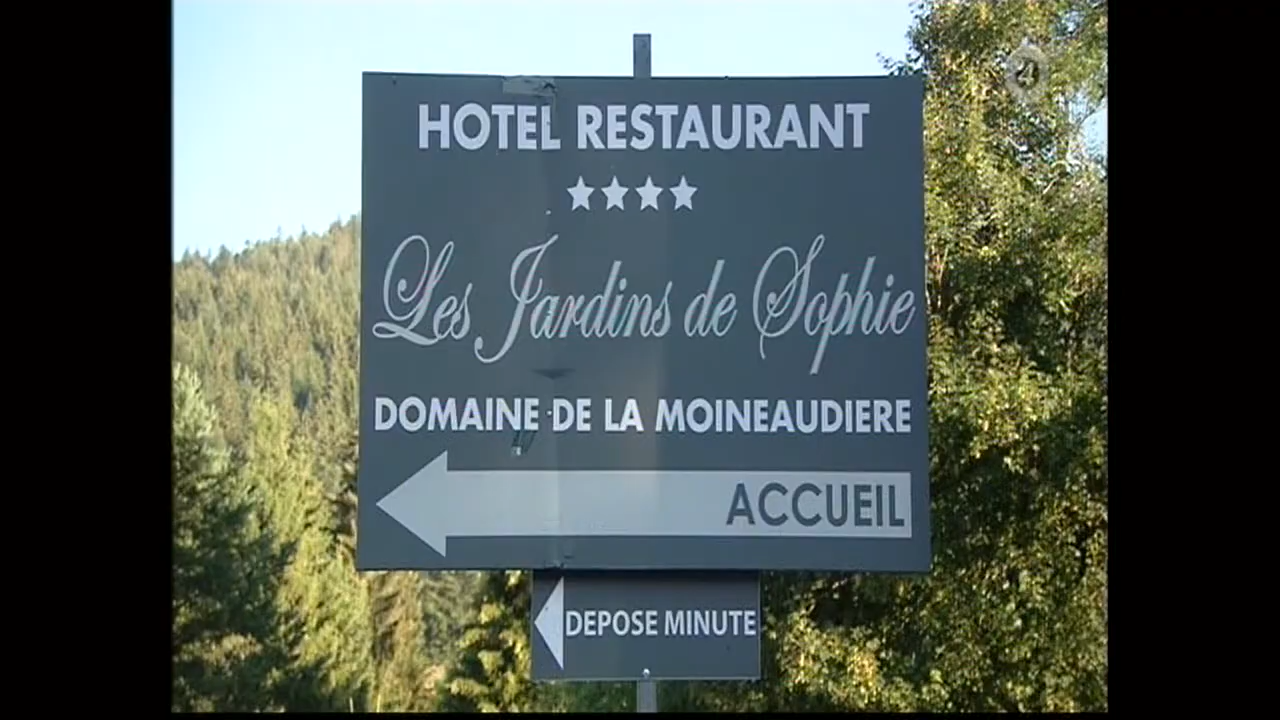 HOTEL RESTAURANT
Les Jardins de Sophie
DOMAINE DE LA MOINEAUDIERE
ACCUEIL
DEPOSE MINUTE